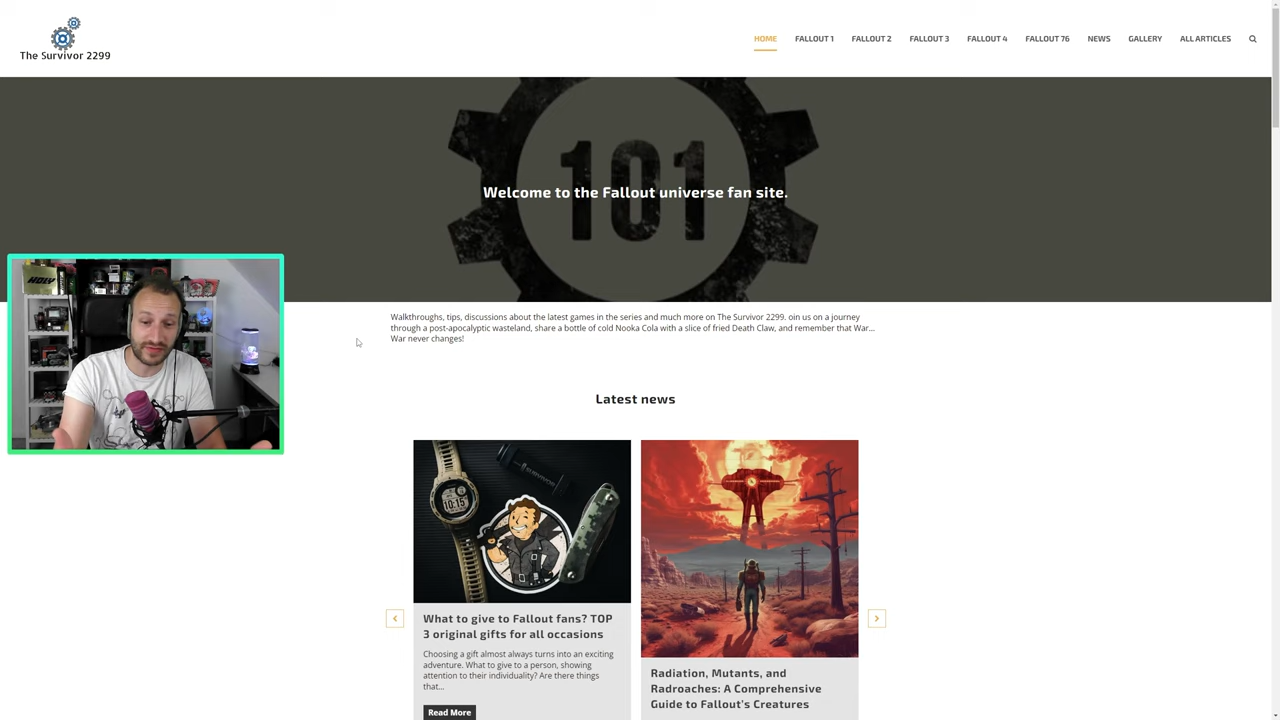 The Survivor 2299
HOME FALLOUT 1 FALLOUT 2 FALLOUT 3 FALLOUT 4 FALLOUT 76 NEWS GALLERY ALL ARTICLES
101
Welcome to the Fallout universe fan site.
HOLY
Walkthroughs, tips, discussions about the latest games in the series and much more on The Survivor 2299. oin us on a journey
through a post-apocalyptic wasteland, share a bottle of cold Nooka Cola with a slice of fried Death Claw, and remember that War...
War never changes!
Latest news
10:15
What to give to Fallout fans? TOP
3 original gifts for all occasions
Choosing a gift almost always turns into an exciting
adventure. What to give to a person, showing
attention to their individuality? Are there things
that...
Read More
Radiation, Mutants, and
Radroaches: A Comprehensive
Guide to Fallout's Creatures